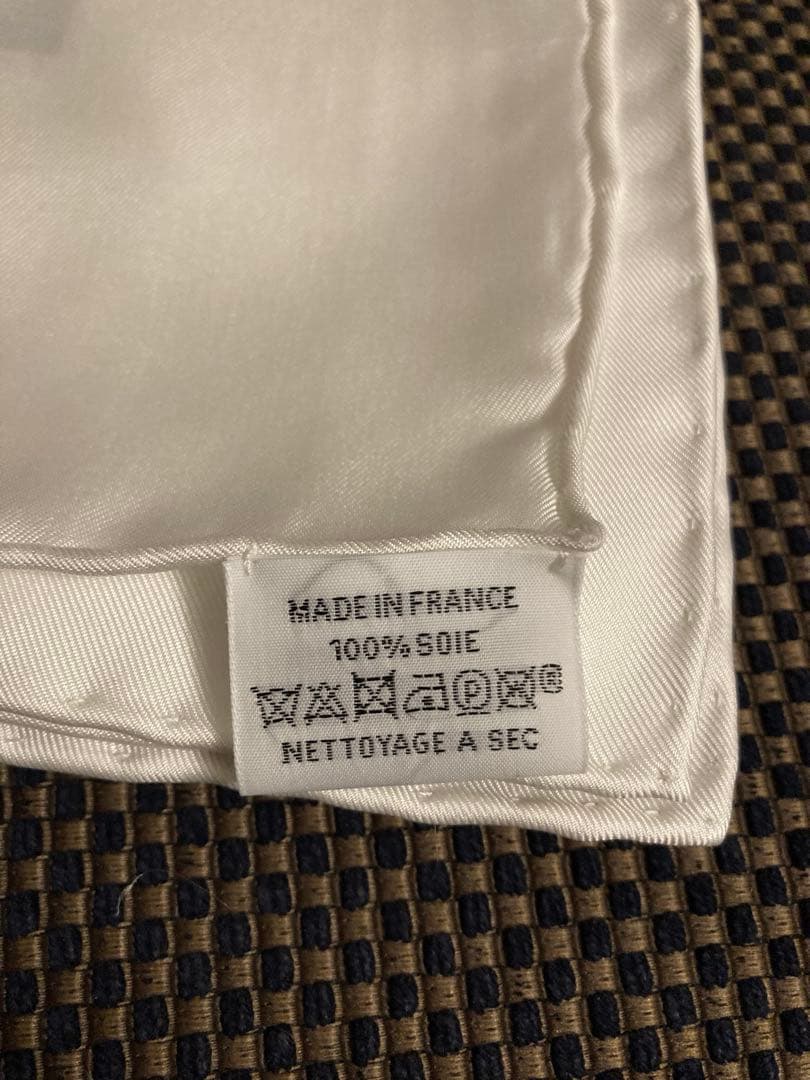 MADE IN FRANCE
100% SOIE
P ®
NETTOYAGE A SEC